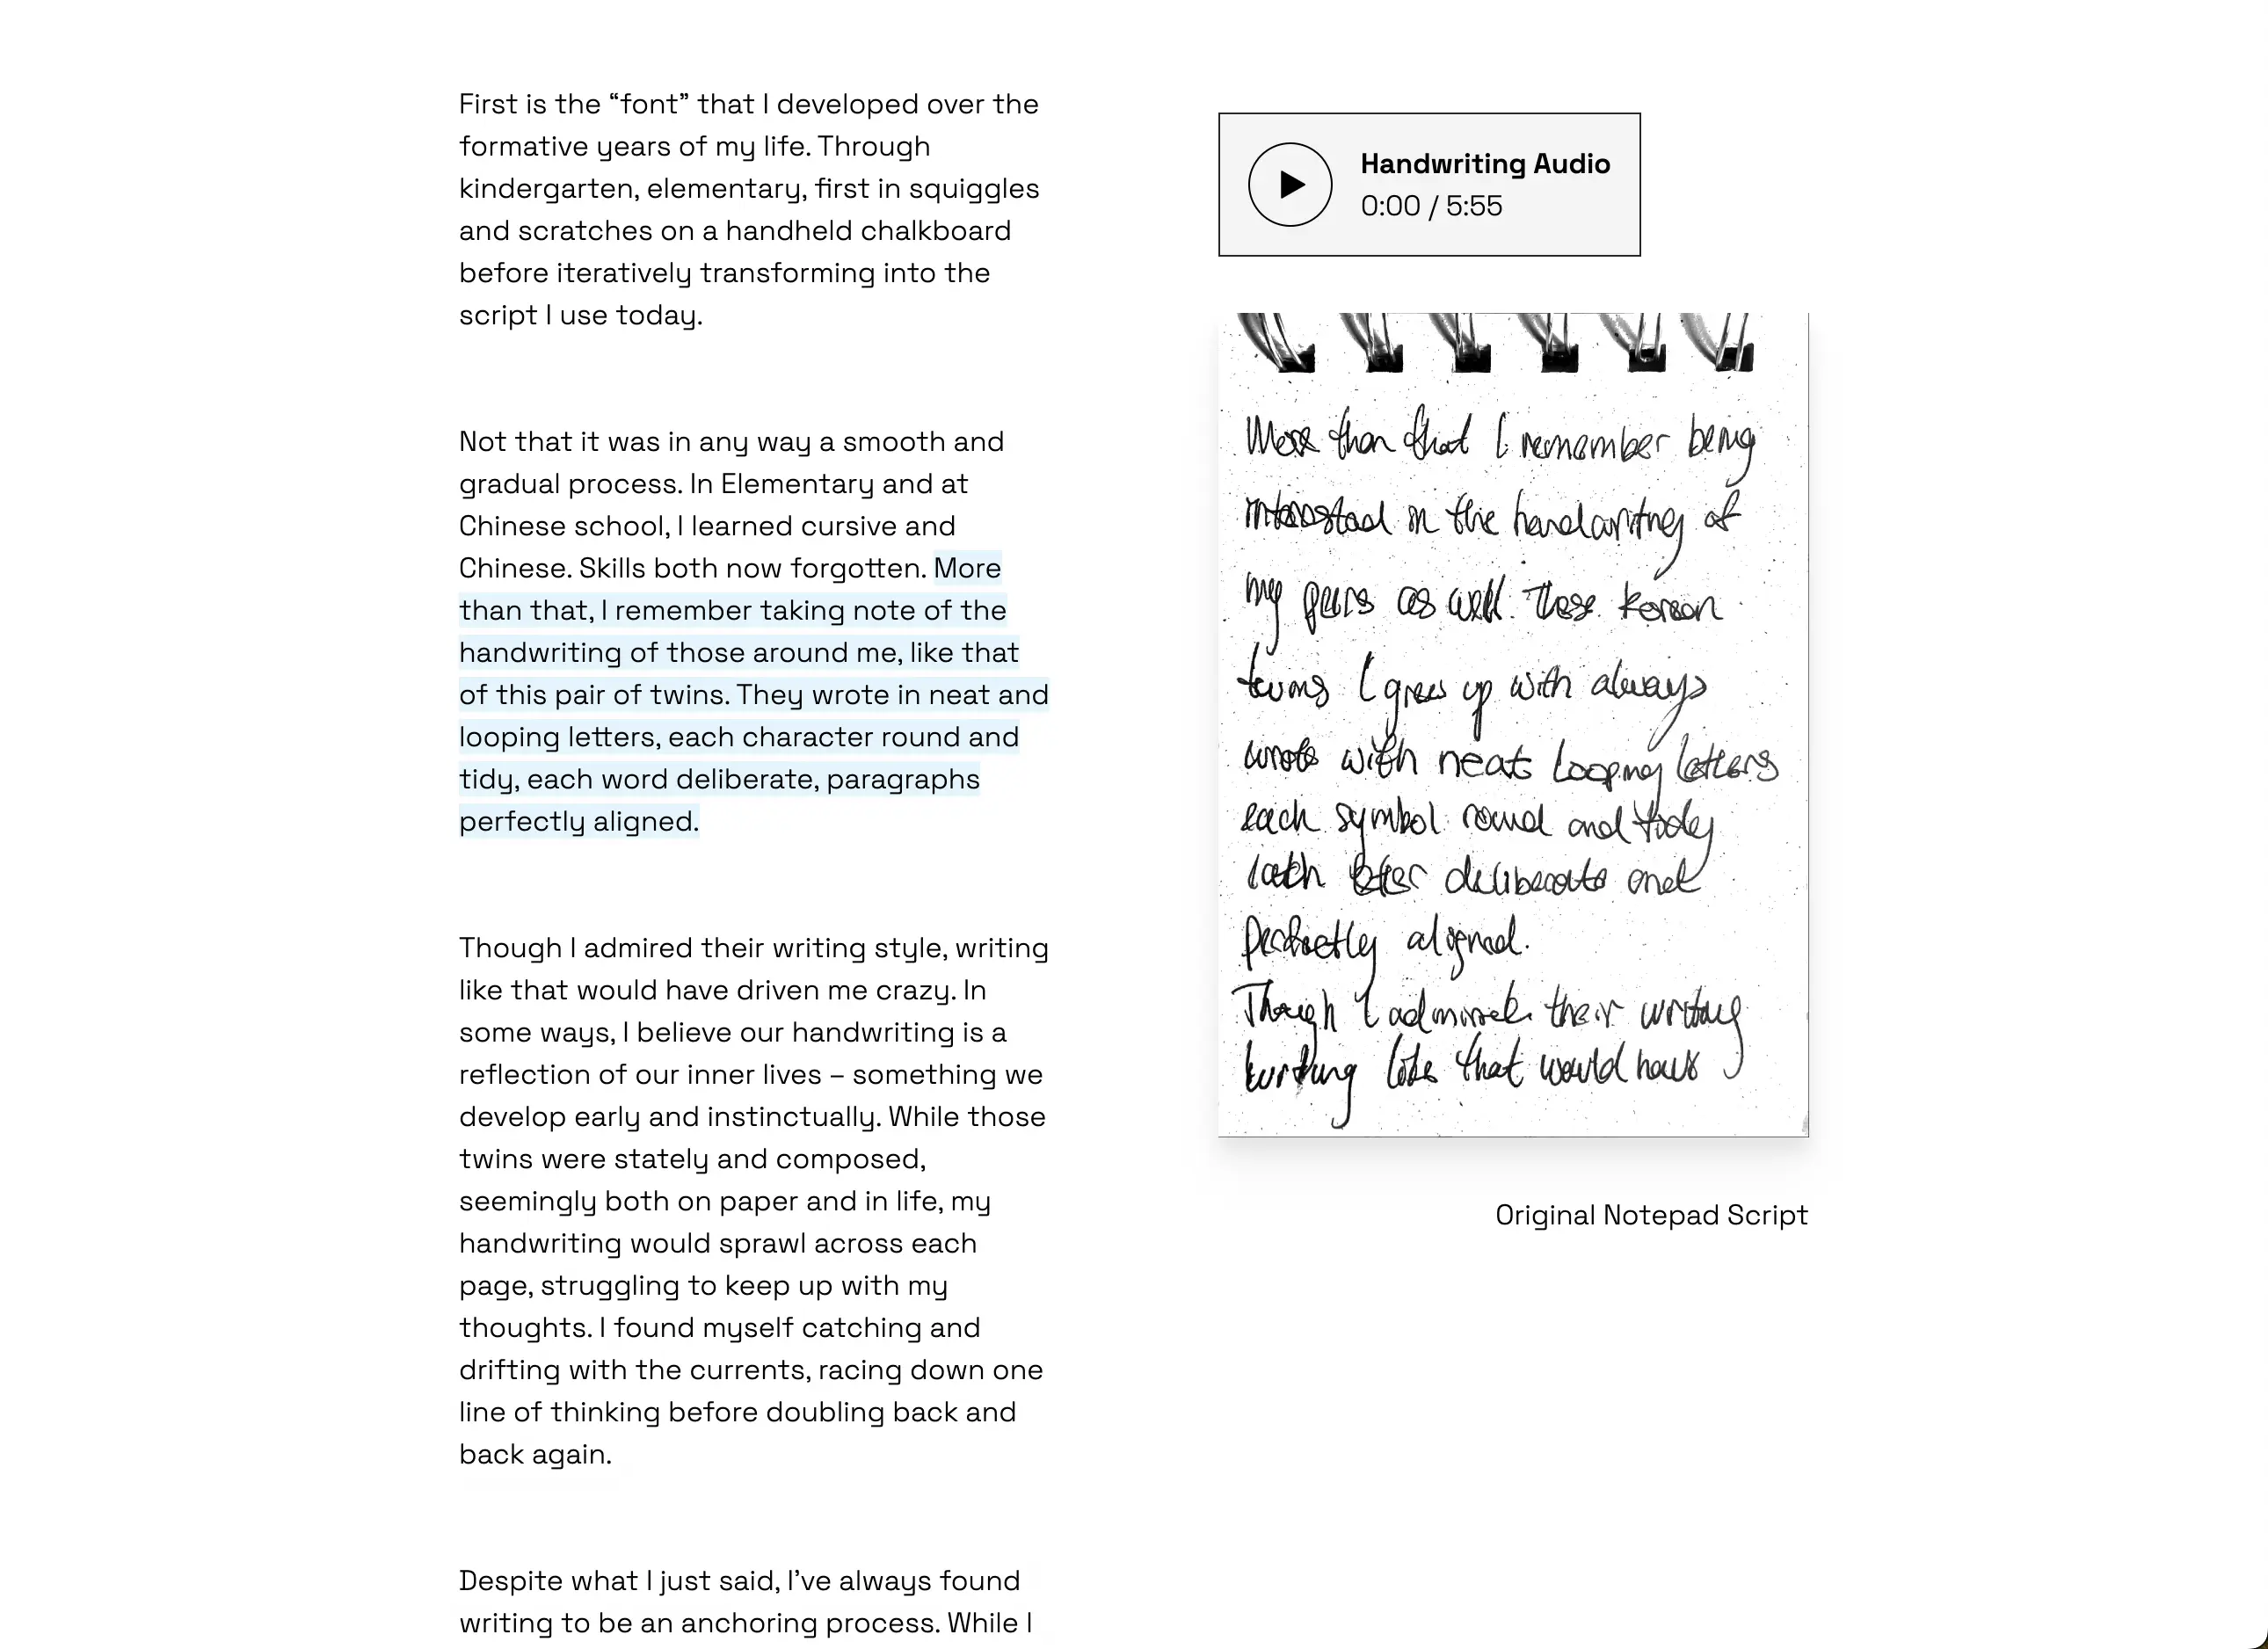 First is the “font” that I developed over the
formative years of my life. Through
kindergarten, elementary, first in squiggles
and scratches on a handheld chalkboard
before iteratively transforming into the
script I use today.
Not that it was in any way a smooth and
gradual process. In Elementary and at
Chinese school, I learned cursive and
Chinese. Skills both now forgotten. More
than that, I remember taking note of the
handwriting of those around me, like that
of this pair of twins. They wrote in neat and
looping letters, each character round and
tidy, each word deliberate, paragraphs
perfectly aligned.
Though I admired their writing style, writing
like that would have driven me crazy. In
some ways, I believe our handwriting is a
reflection of our inner lives – something we
develop early and instinctually. While those
twins were stately and composed,
seemingly both on paper and in life, my
handwriting would sprawl across each
page, struggling to keep up with my
thoughts. I found myself catching and
drifting with the currents, racing down one
line of thinking before doubling back and
back again.
Despite what I just said, I’ve always found
writing to be an anchoring process. While I
Handwriting Audio
0:00 / 5:55
More than that I remember being
interested in the handwriting of
my peers as well. These Korean
twins I grew up with always
wrote with neat looping letters
each symbol round and tidy
each letter deliberate and
perfectly aligned.
Though I admired their writing
writing like that would have
Original Notepad Script